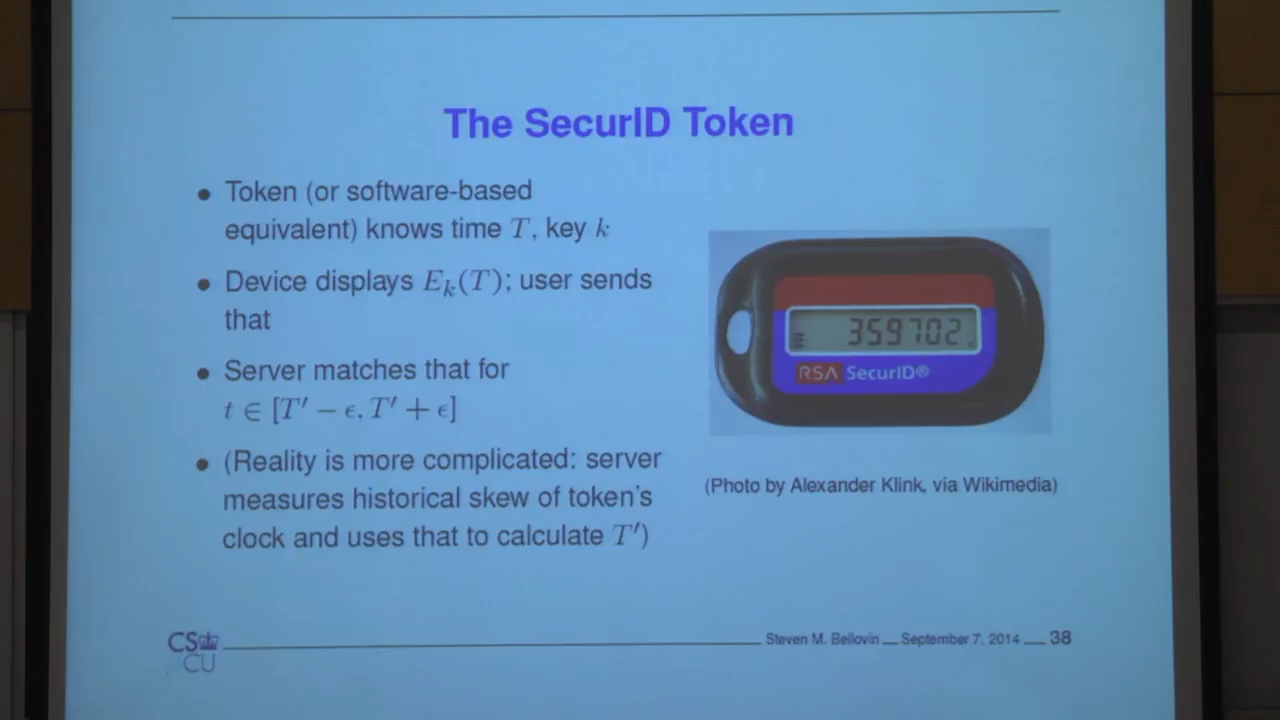 The SecurID Token
• Token (or software-based
equivalent) knows time T, key k
• Device displays Eₖ(T); user sends
that
• Server matches that for
t ∈ [T′ − ϵ, T′ + ϵ]
• (Reality is more complicated: server
measures historical skew of token's
clock and uses that to calculate T′)
359702
RSA SecurID®
(Photo by Alexander Klink, via Wikimedia)
CS
CU
Steven M. Bellovin — September 7, 2014 — 38